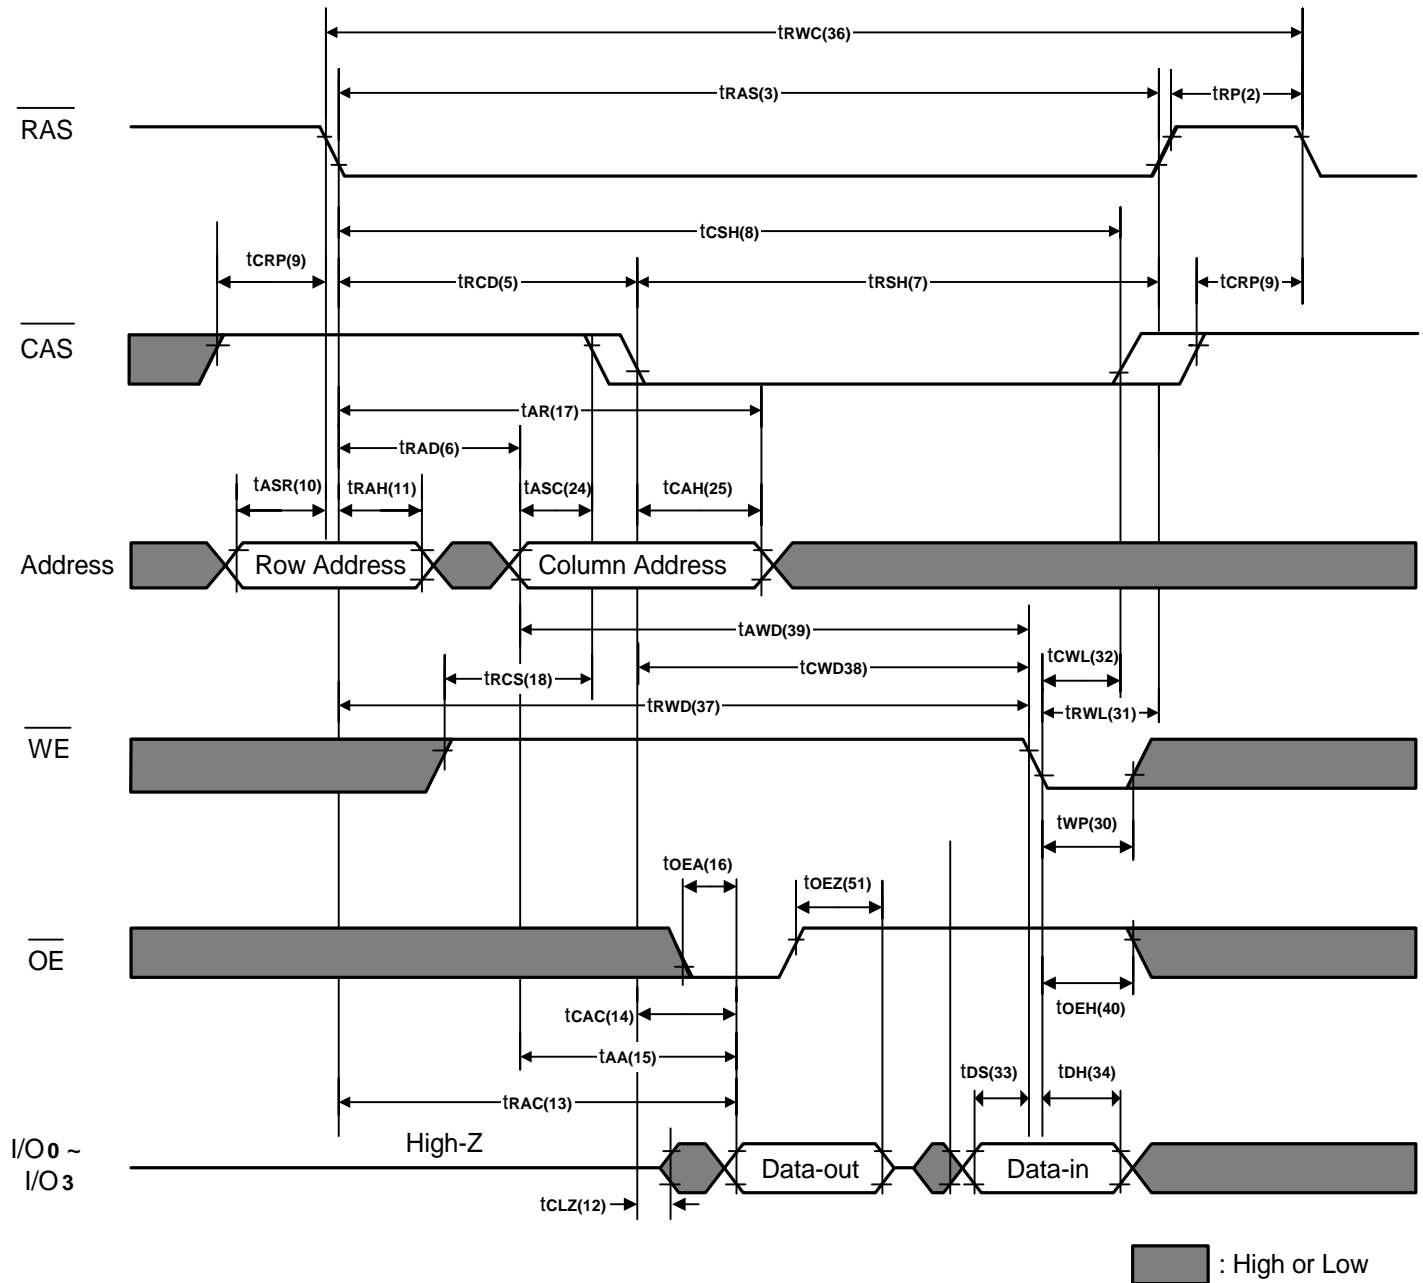 tRWC(36)
tRAS(3)
tRP(2)
RAS
tCSH(8)
tCRP(9)
tRCD(5)
tRSH(7)
tCRP(9)
CAS
tAR(17)
tRAD(6)
tASR(10)
tRAH(11)
tASC(24)
tCAH(25)
Address
Row Address
Column Address
tAWD(39)
tCWD38)
tCWL(32)
tRCS(18)
tRWD(37)
tRWL(31)
WE
tWP(30)
tOEA(16)
tOEZ(51)
OE
tCAC(14)
tOEH(40)
tAA(15)
tDS(33)
tDH(34)
tRAC(13)
High-Z
I/O0 ~
I/O3
Data-out
Data-in
tCLZ(12)
: High or Low